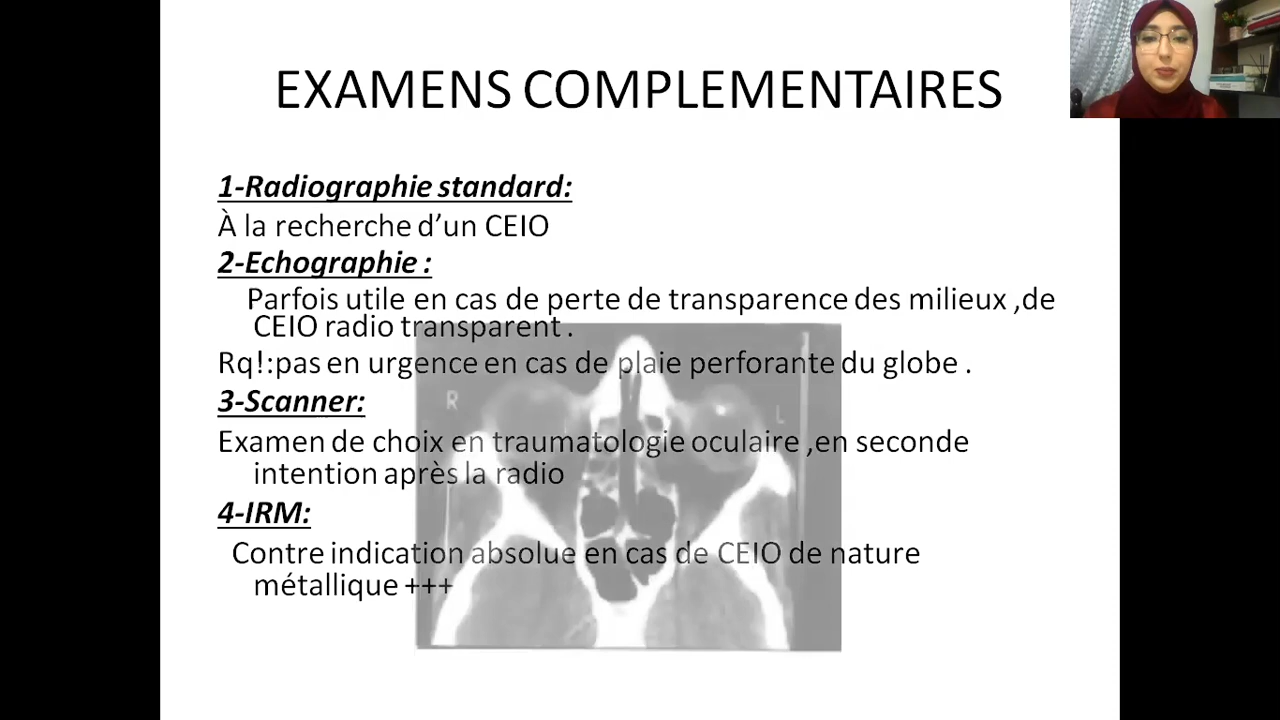 EXAMENS COMPLEMENTAIRES
1-Radiographie standard:
À la recherche d’un CEIO
2-Echographie :
Parfois utile en cas de perte de transparence des milieux ,de
CEIO radio transparent .
Rq!:pas en urgence en cas de plaie perforante du globe .
3-Scanner:
Examen de choix en traumatologie oculaire ,en seconde
intention après la radio
4-IRM:
Contre indication absolue en cas de CEIO de nature
métallique +++
R
L